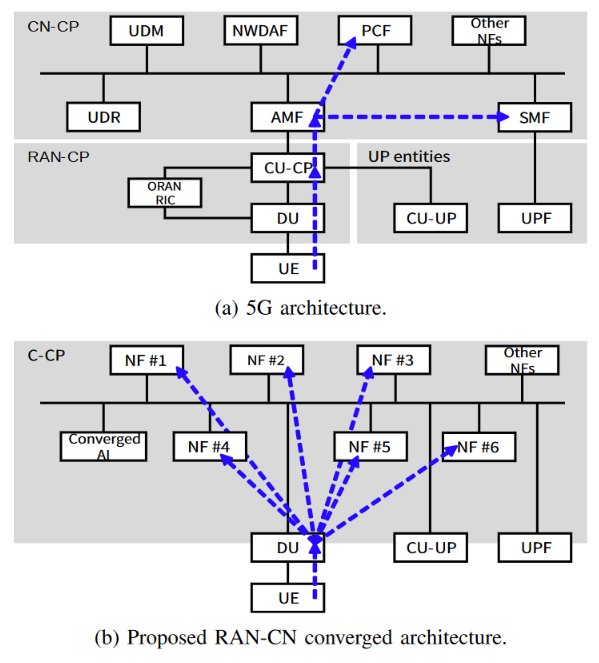 CN-CP
UDM
NWDAF
PCF
Other
NFs
UDR
AMF
SMF
RAN-CP
CU-CP
UP entities
ORAN
RIC
DU
CU-UP
UPF
UE
(a) 5G architecture.
C-CP
NF #1
NF #2
NF #3
Other
NFs
Converged
AI
NF #4
NF #5
NF #6
DU
CU-UP
UPF
UE
(b) Proposed RAN-CN converged architecture.